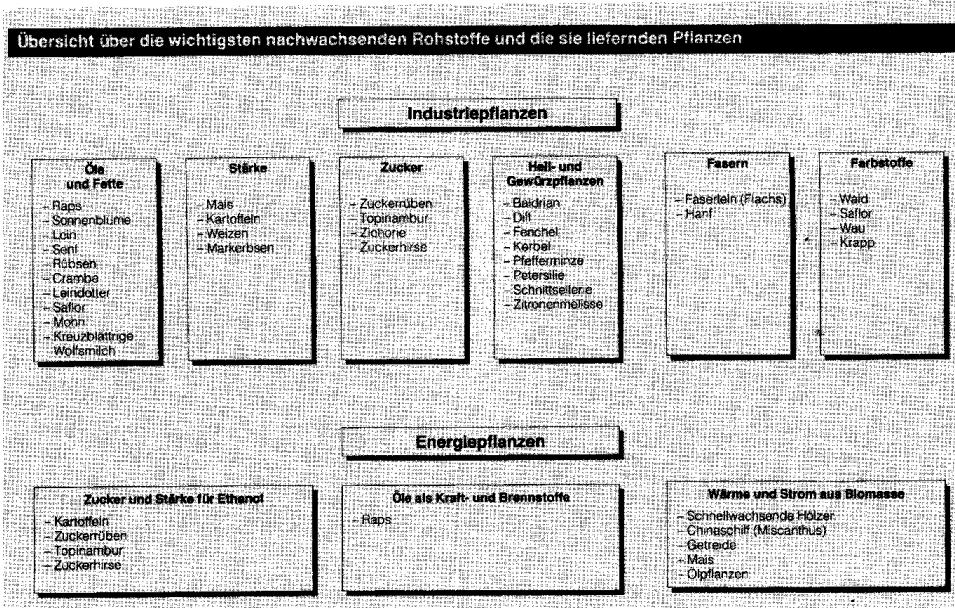 Übersicht über die wichtigsten nachwachsenden Rohstoffe und die sie liefernden Pflanzen
Industriepflanzen
Öle
und Fette
– Raps
– Sonnenblume
– Lein
– Senf
– Rübsen
– Crambe
– Leindotter
– Saflor
– Mohn
– Kreuzblättrige
Wolfsmilch
Stärke
– Mais
– Kartoffeln
– Weizen
– Markerbsen
Zucker
– Zuckerrüben
– Topinambur
– Zichorie
– Zuckerhirse
Heil- und
Gewürzpflanzen
– Baldrian
– Dill
– Fenchel
– Kerbel
– Pfefferminze
– Petersilie
– Schnittsellerie
– Zitronenmelisse
Fasern
– Faserlein (Flachs)
– Hanf
Farbstoffe
– Waid
– Saflor
– Wau
– Krapp
Energiepflanzen
Zucker und Stärke für Ethanol
– Kartoffeln
– Zuckerrüben
– Topinambur
– Zuckerhirse
Öle als Kraft- und Brennstoffe
– Raps
Wärme und Strom aus Biomasse
– Schnellwachsende Hölzer
– Chinaschilf (Miscanthus)
– Getreide
– Mais
– Ölpflanzen